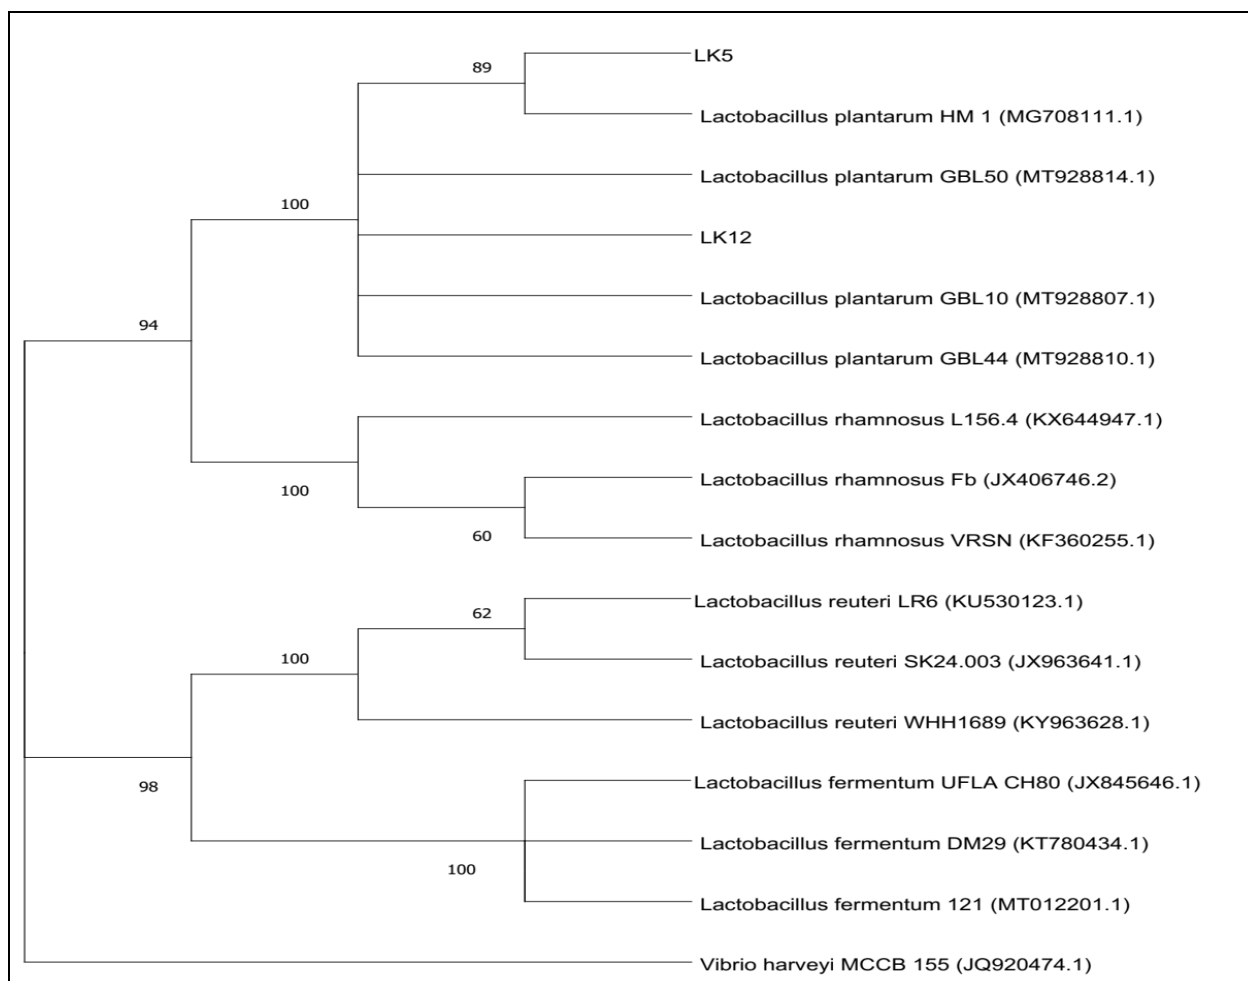 LK5
89
Lactobacillus plantarum HM 1 (MG708111.1)
Lactobacillus plantarum GBL50 (MT928814.1)
100
LK12
Lactobacillus plantarum GBL10 (MT928807.1)
94
Lactobacillus plantarum GBL44 (MT928810.1)
Lactobacillus rhamnosus L156.4 (KX644947.1)
Lactobacillus rhamnosus Fb (JX406746.2)
100
60
Lactobacillus rhamnosus VRSN (KF360255.1)
Lactobacillus reuteri LR6 (KU530123.1)
62
100
Lactobacillus reuteri SK24.003 (JX963641.1)
Lactobacillus reuteri WHH1689 (KY963628.1)
Lactobacillus fermentum UFLA CH80 (JX845646.1)
98
Lactobacillus fermentum DM29 (KT780434.1)
100
Lactobacillus fermentum 121 (MT012201.1)
Vibrio harveyi MCCB 155 (JQ920474.1)